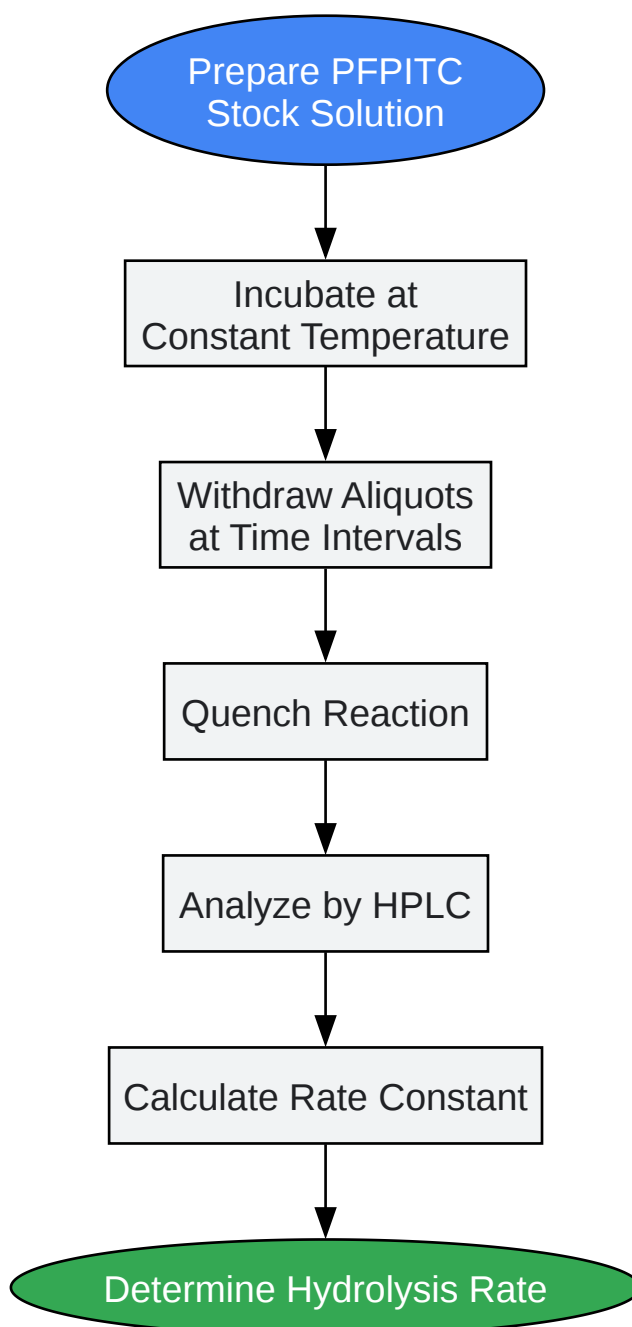 Prepare PFPITC
Stock Solution
Incubate at
Constant Temperature
Withdraw Aliquots
at Time Intervals
Quench Reaction
Analyze by HPLC
Calculate Rate Constant
Determine Hydrolysis Rate